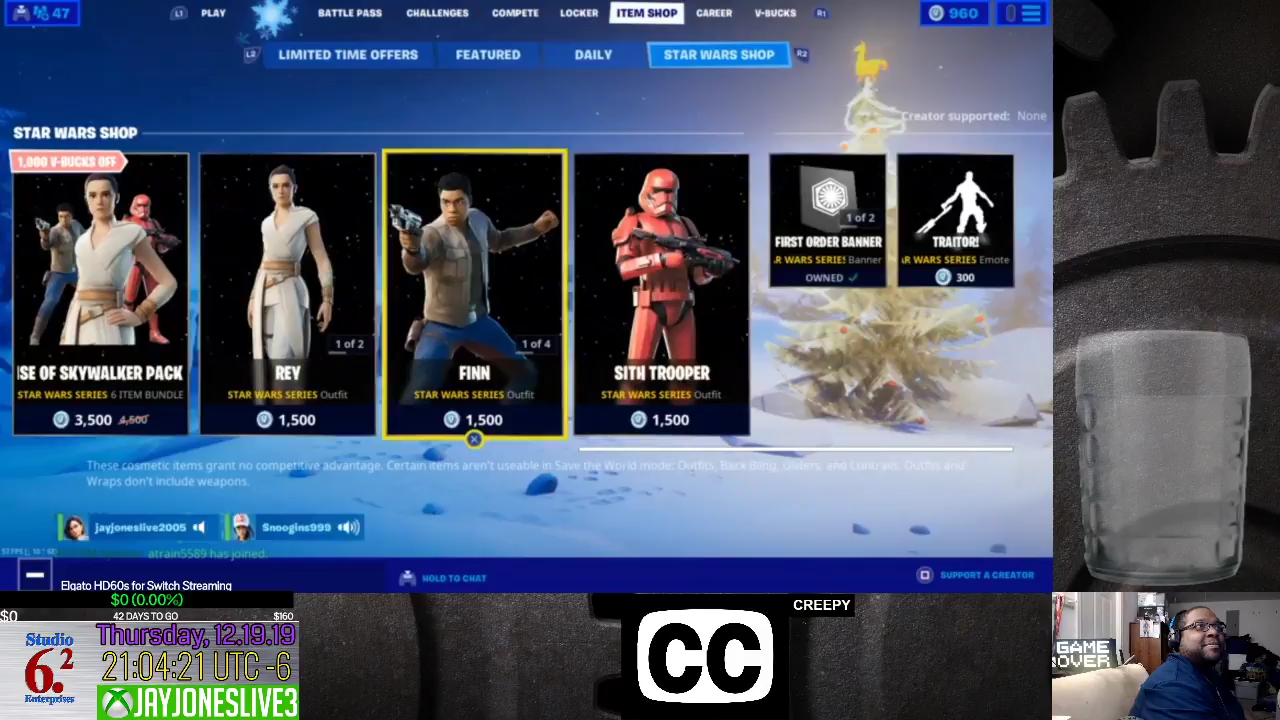 47
L1 PLAY BATTLE PASS CHALLENGES COMPETE LOCKER ITEM SHOP CAREER V-BUCKS R1
960
L2 LIMITED TIME OFFERS FEATURED DAILY STAR WARS SHOP R2
Creator supported: None
STAR WARS SHOP
1,000 V-BUCKS OFF
ISE OF SKYWALKER PACK
STAR WARS SERIES 6 ITEM BUNDLE
3,500 4,500
1 of 2
REY
STAR WARS SERIES Outfit
1,500
1 of 4
FINN
STAR WARS SERIES Outfit
1,500
SITH TROOPER
STAR WARS SERIES Outfit
1,500
1 of 2
FIRST ORDER BANNER
AR WARS SERIES Banner
OWNED
TRAITOR!
AR WARS SERIES Emote
300
These cosmetic items grant no competitive advantage. Certain items aren't useable in Save the World mode: Outfits, Back Bling, Gliders, and Contrails. Outfits and
Wraps don't include weapons.
jayjoneslive2005
Snoogins999
atrain5589 has joined.
HOLD TO CHAT
SUPPORT A CREATOR
Elgato HD60s for Switch Streaming
$0 (0.00%)
$0 42 DAYS TO GO $160
Studio
6.2
Enterprises
Thursday, 12.19.19
21:04:21 UTC -6
JAYJONESLIVE3
CREEPY
CC
GAME
OVER